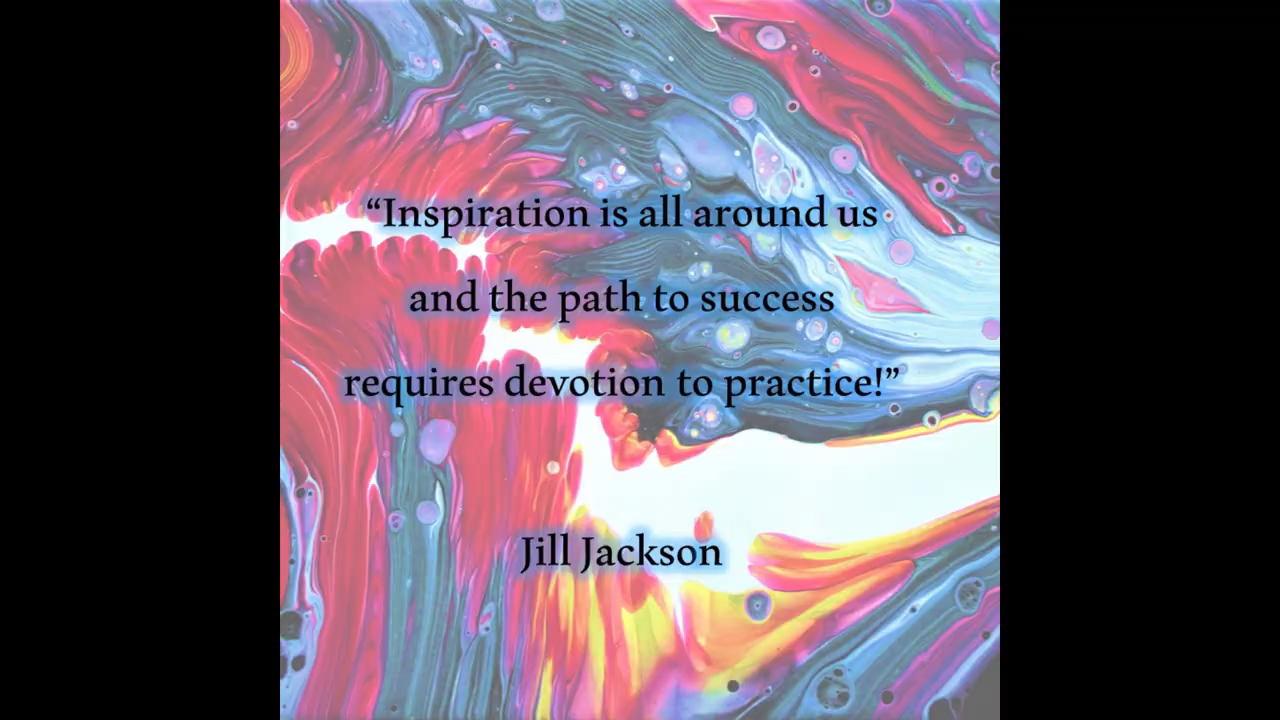 “Inspiration is all around us
and the path to success
requires devotion to practice!”
Jill Jackson